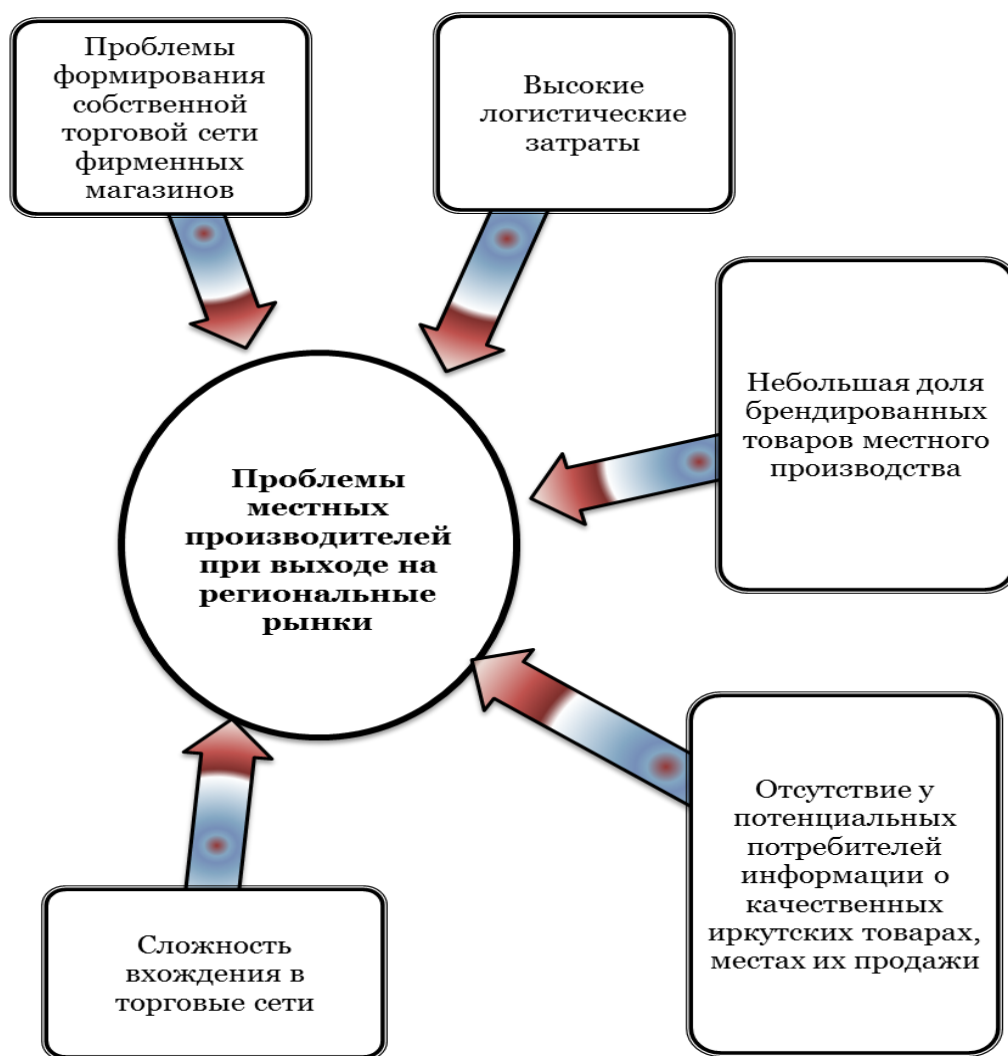 Проблемы
формирования
собственной
торговой сети
фирменных
магазинов
Высокие
логистические
затраты
Небольшая доля
брендированных
товаров местного
производства
Проблемы
местных
производителей
при выходе на
региональные
рынки
Отсутствие у
потенциальных
потребителей
информации о
качественных
иркутских товарах,
местах их продажи
Сложность
вхождения в
торговые сети